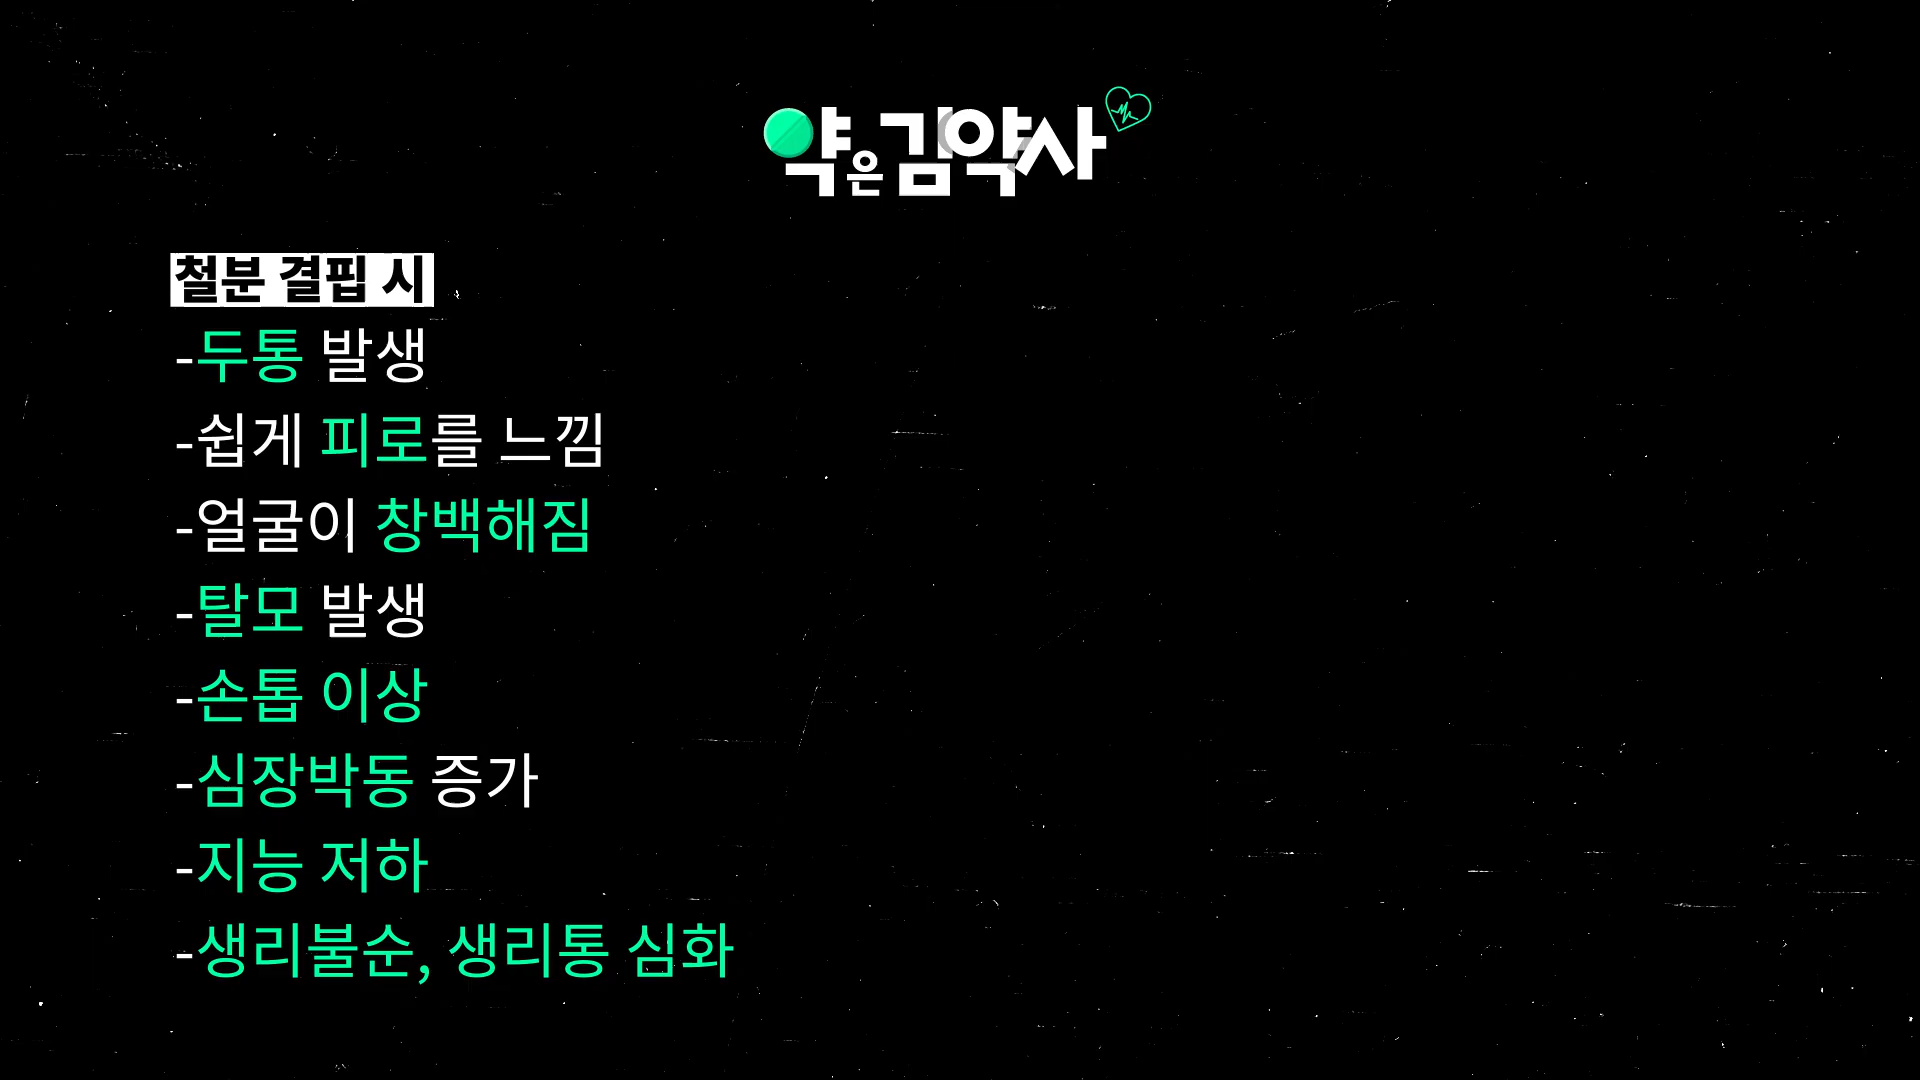 약은김약사
철분 결핍 시
-두통 발생
-쉽게 피로를 느낌
-얼굴이 창백해짐
-탈모 발생
-손톱 이상
-심장박동 증가
-지능 저하
-생리불순, 생리통 심화